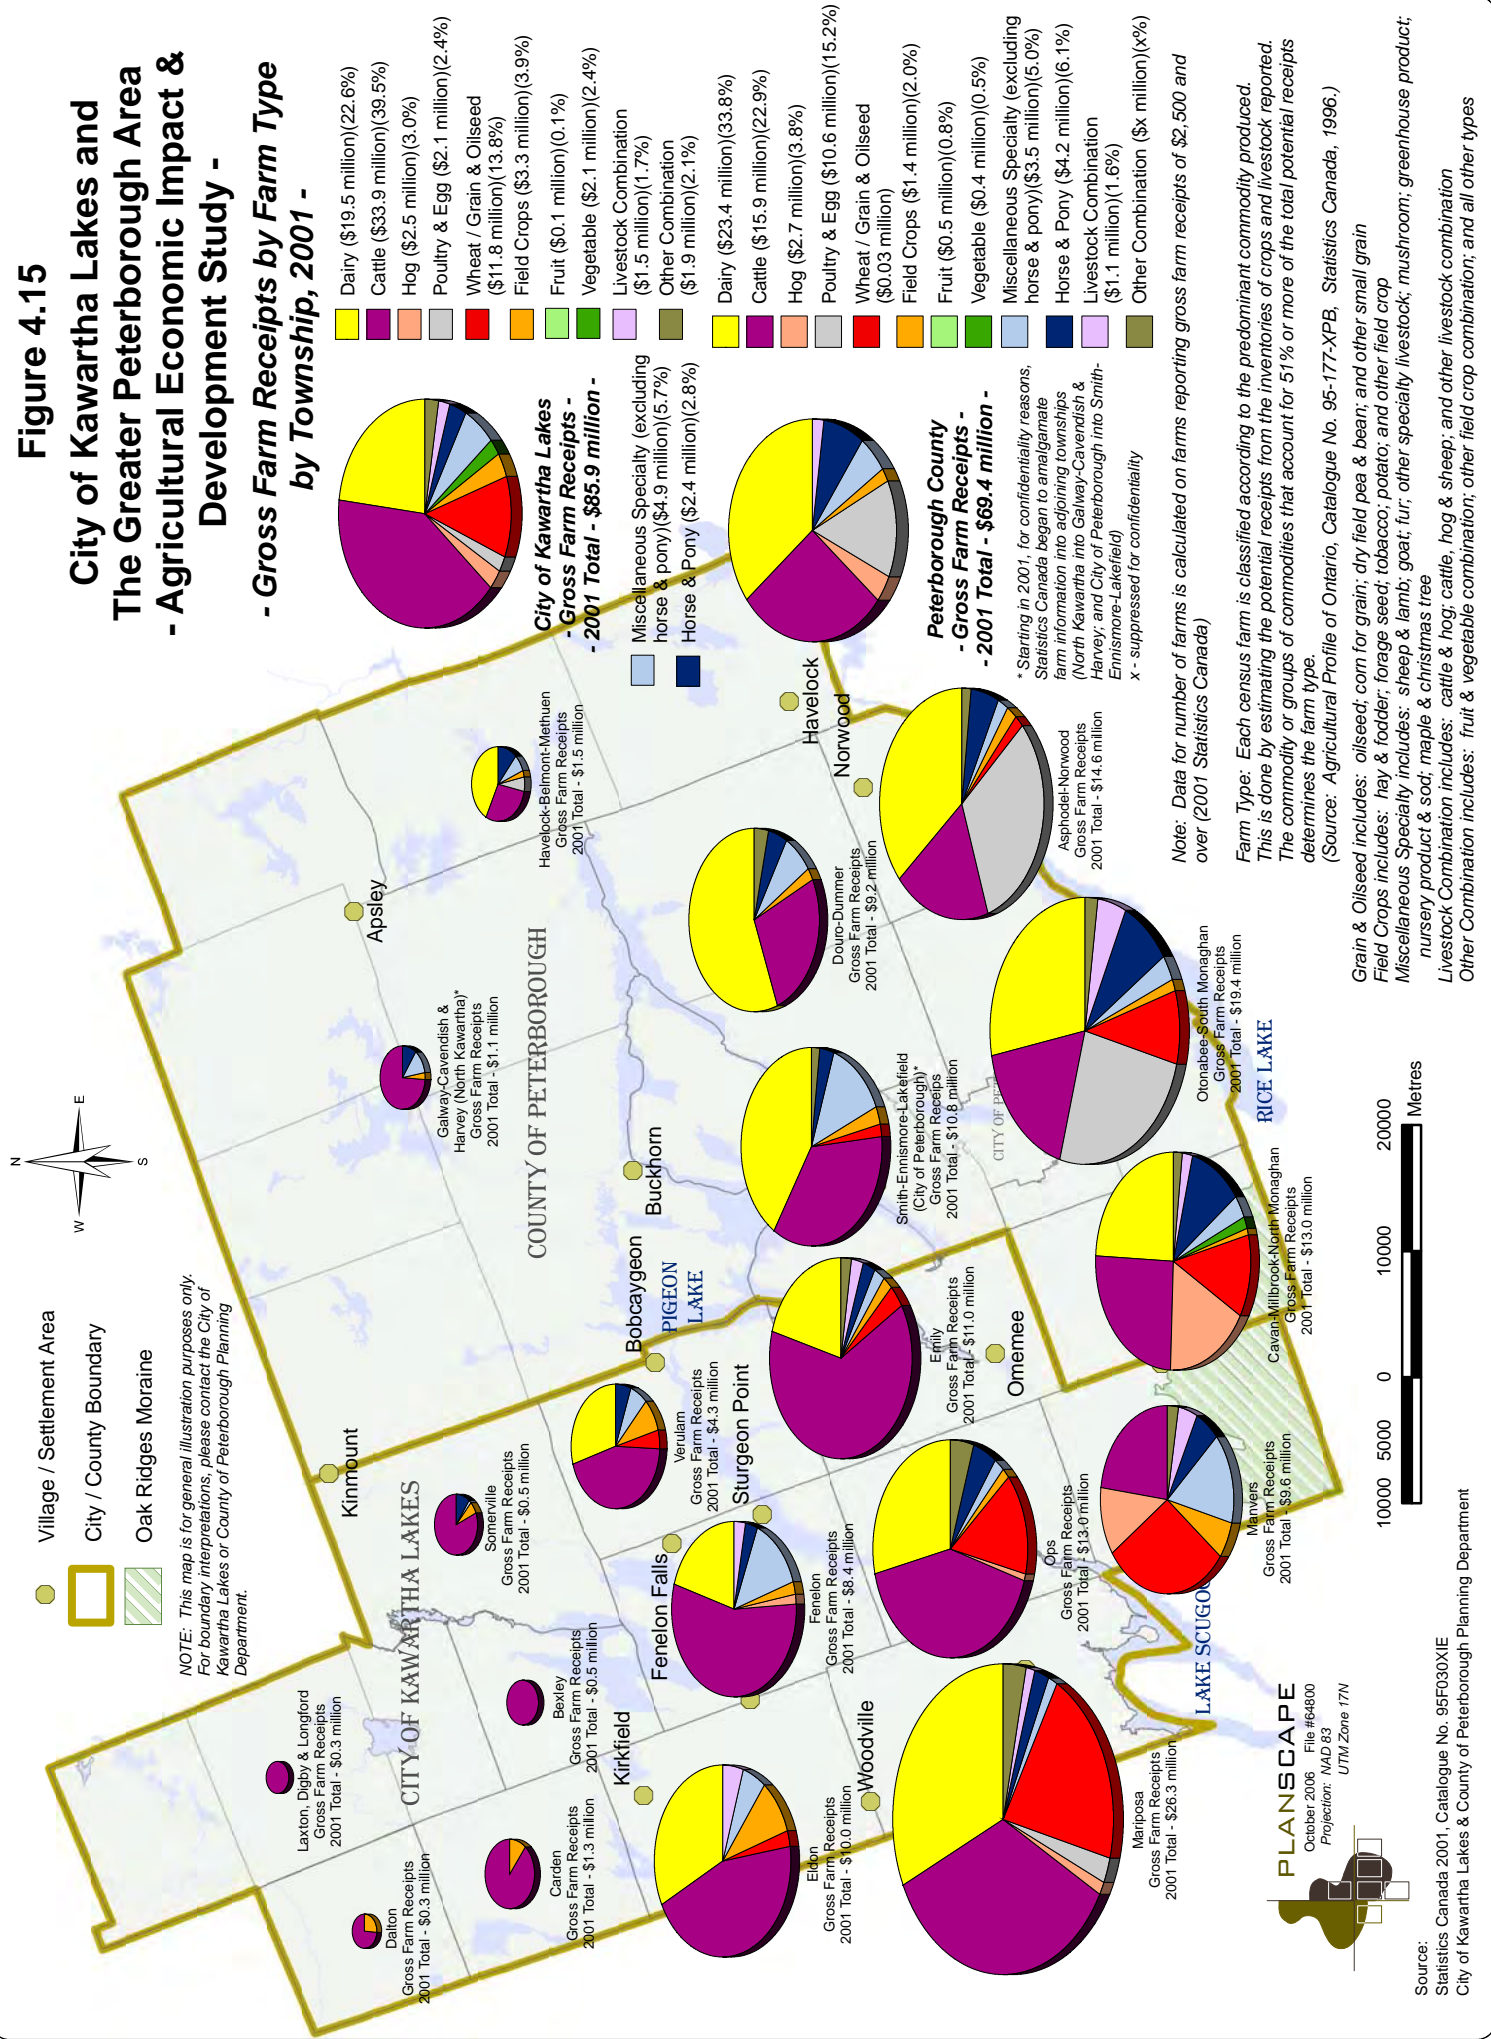 Figure 4.15
City of Kawartha Lakes and
The Greater Peterborough Area
- Agricultural Economic Impact &
Development Study -
- Gross Farm Receipts by Farm Type
by Township, 2001 -
Dairy ($19.5 million)(22.6%)
Cattle ($33.9 million)(39.5%)
Hog ($2.5 million)(3.0%)
Poultry & Egg ($2.1 million)(2.4%)
Wheat / Grain & Oilseed
($11.8 million)(13.8%)
Field Crops ($3.3 million)(3.9%)
Fruit ($0.1 million)(0.1%)
Vegetable ($2.1 million)(2.4%)
Livestock Combination
($1.5 million)(1.7%)
Other Combination
($1.9 million)(2.1%)
City of Kawartha Lakes
- Gross Farm Receipts -
- 2001 Total - $85.9 million -
Miscellaneous Specialty (excluding
horse & pony)($4.9 million)(5.7%)
Horse & Pony ($2.4 million)(2.8%)
Dairy ($23.4 million)(33.8%)
Cattle ($15.9 million)(22.9%)
Hog ($2.7 million)(3.8%)
Poultry & Egg ($10.6 million)(15.2%)
Wheat / Grain & Oilseed
($0.03 million)
Field Crops ($1.4 million)(2.0%)
Fruit ($0.5 million)(0.8%)
Vegetable ($0.4 million)(0.5%)
Miscellaneous Specialty (excluding
horse & pony)($3.5 million)(5.0%)
Horse & Pony ($4.2 million)(6.1%)
Livestock Combination
($1.1 million)(1.6%)
Other Combination ($x million)(x%)
Peterborough County
- Gross Farm Receipts -
- 2001 Total - $69.4 million -
* Starting in 2001, for confidentiality reasons,
Statistics Canada began to amalgamate
farm information into adjoining townships
(North Kawartha into Galway-Cavendish &
Harvey; and City of Peterborough into Smith-
Ennismore-Lakefield)
x - suppressed for confidentiality
Note: Data for number of farms is calculated on farms reporting gross farm receipts of $2,500 and
over (2001 Statistics Canada)
Farm Type: Each census farm is classified according to the predominant commodity produced.
This is done by estimating the potential receipts from the inventories of crops and livestock reported.
The commodity or groups of commodities that account for 51% or more of the total potential receipts
determines the farm type.
(Source: Agricultural Profile of Ontario, Catalogue No. 95-177-XPB, Statistics Canada, 1996.)
Grain & Oilseed includes: oilseed; corn for grain; dry field pea & bean; and other small grain
Field Crops includes: hay & fodder; forage seed; tobacco; potato; and other field crop
Miscellaneous Specialty includes: sheep & lamb; goat; fur; other specialty livestock; mushroom; greenhouse product;
nursery product & sod; maple & christmas tree
Livestock Combination includes: cattle & hog; cattle, hog & sheep; and other livestock combination
Other Combination includes: fruit & vegetable combination; other field crop combination; and all other types
N
E
S
W
Village / Settlement Area
City / County Boundary
Oak Ridges Moraine
NOTE: This map is for general illustration purposes only.
For boundary interpretations, please contact the City of
Kawartha Lakes or County of Peterborough Planning
Department.
Laxton, Digby & Longford
Gross Farm Receipts
2001 Total - $0.3 million
Dalton
Gross Farm Receipts
2001 Total - $0.3 million
CITY OF KAWARTHA LAKES
Kinmount
Somerville
Gross Farm Receipts
2001 Total - $0.5 million
Bexley
Gross Farm Receipts
2001 Total - $0.5 million
Carden
Gross Farm Receipts
2001 Total - $1.3 million
Kirkfield
Apsley
Galway-Cavendish &
Harvey (North Kawartha)*
Gross Farm Receipts
2001 Total - $1.1 million
COUNTY OF PETERBOROUGH
Havelock-Belmont-Methuen
Gross Farm Receipts
2001 Total - $1.5 million
Buckhorn
Bobcaygeon
PIGEON
LAKE
Verulam
Gross Farm Receipts
2001 Total - $4.3 million
Sturgeon Point
Fenelon Falls
Fenelon
Gross Farm Receipts
2001 Total - $8.4 million
Eldon
Gross Farm Receipts
2001 Total - $10.0 million
Woodville
Havelock
Norwood
Douro-Dummer
Gross Farm Receipts
2001 Total - $9.2 million
Smith-Ennismore-Lakefield
(City of Peterborough)*
Gross Farm Receips
2001 Total - $10.8 million
Emily
Gross Farm Receipts
2001 Total - $11.0 million
Omemee
CITY OF PE
Asphodel-Norwood
Gross Farm Receipts
2001 Total - $14.6 million
Otonabee-South Monaghan
Gross Farm Receipts
2001 Total - $19.4 million
RICE LAKE
Ops
Gross Farm Receipts
2001 Total - $13.0 million
Mariposa
Gross Farm Receipts
2001 Total - $26.3 million
LAKE SCUGO
Manvers
Gross Farm Receipts
2001 Total - $9.6 million
Cavan-Millbrook-North Monaghan
Gross Farm Receipts
2001 Total - $13.0 million
10000 5000 0 10000 20000
Metres
PLANSCAPE
October 2006 File #64800
Projection: NAD 83
UTM Zone 17N
Source:
Statistics Canada 2001, Catalogue No. 95F030XIE
City of Kawartha Lakes & County of Peterborough Planning Department